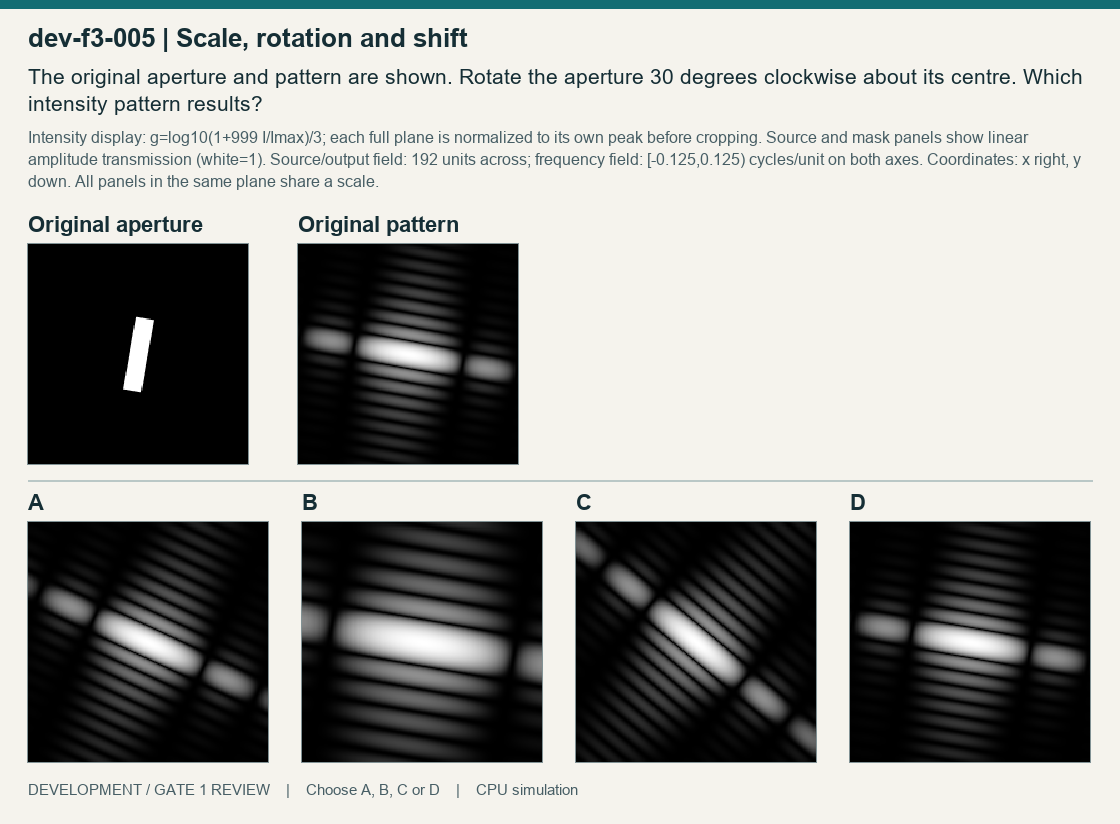 dev-f3-005 | Scale, rotation and shift
The original aperture and pattern are shown. Rotate the aperture 30 degrees clockwise about its centre. Which
intensity pattern results?
Intensity display: g=log10(1+999 I/Imax)/3; each full plane is normalized to its own peak before cropping. Source and mask panels show linear
amplitude transmission (white=1). Source/output field: 192 units across; frequency field: [-0.125,0.125) cycles/unit on both axes. Coordinates: x right, y
down. All panels in the same plane share a scale.
Original aperture
Original pattern
A
B
C
D
DEVELOPMENT / GATE 1 REVIEW | Choose A, B, C or D | CPU simulation